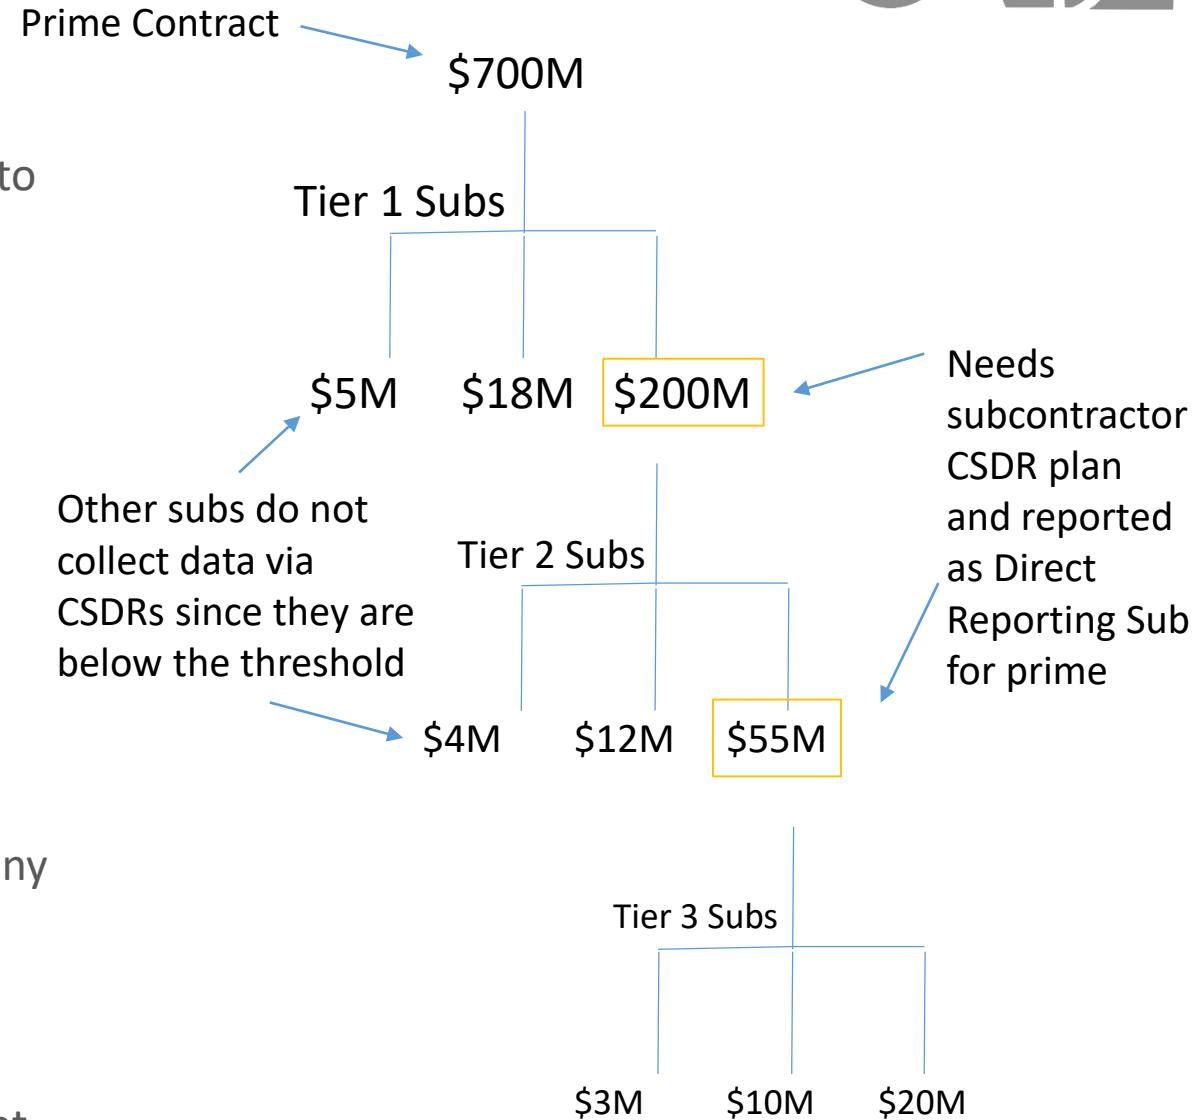 Prime Contract
$700M
to
Tier 1 Subs
$5M $18M $200M
Needs
subcontractor
CSDR plan
and reported
as Direct
Reporting Sub
for prime
Other subs do not
collect data via
CSDRs since they are
below the threshold
Tier 2 Subs
$4M $12M $55M
ny
Tier 3 Subs
$3M $10M $20M